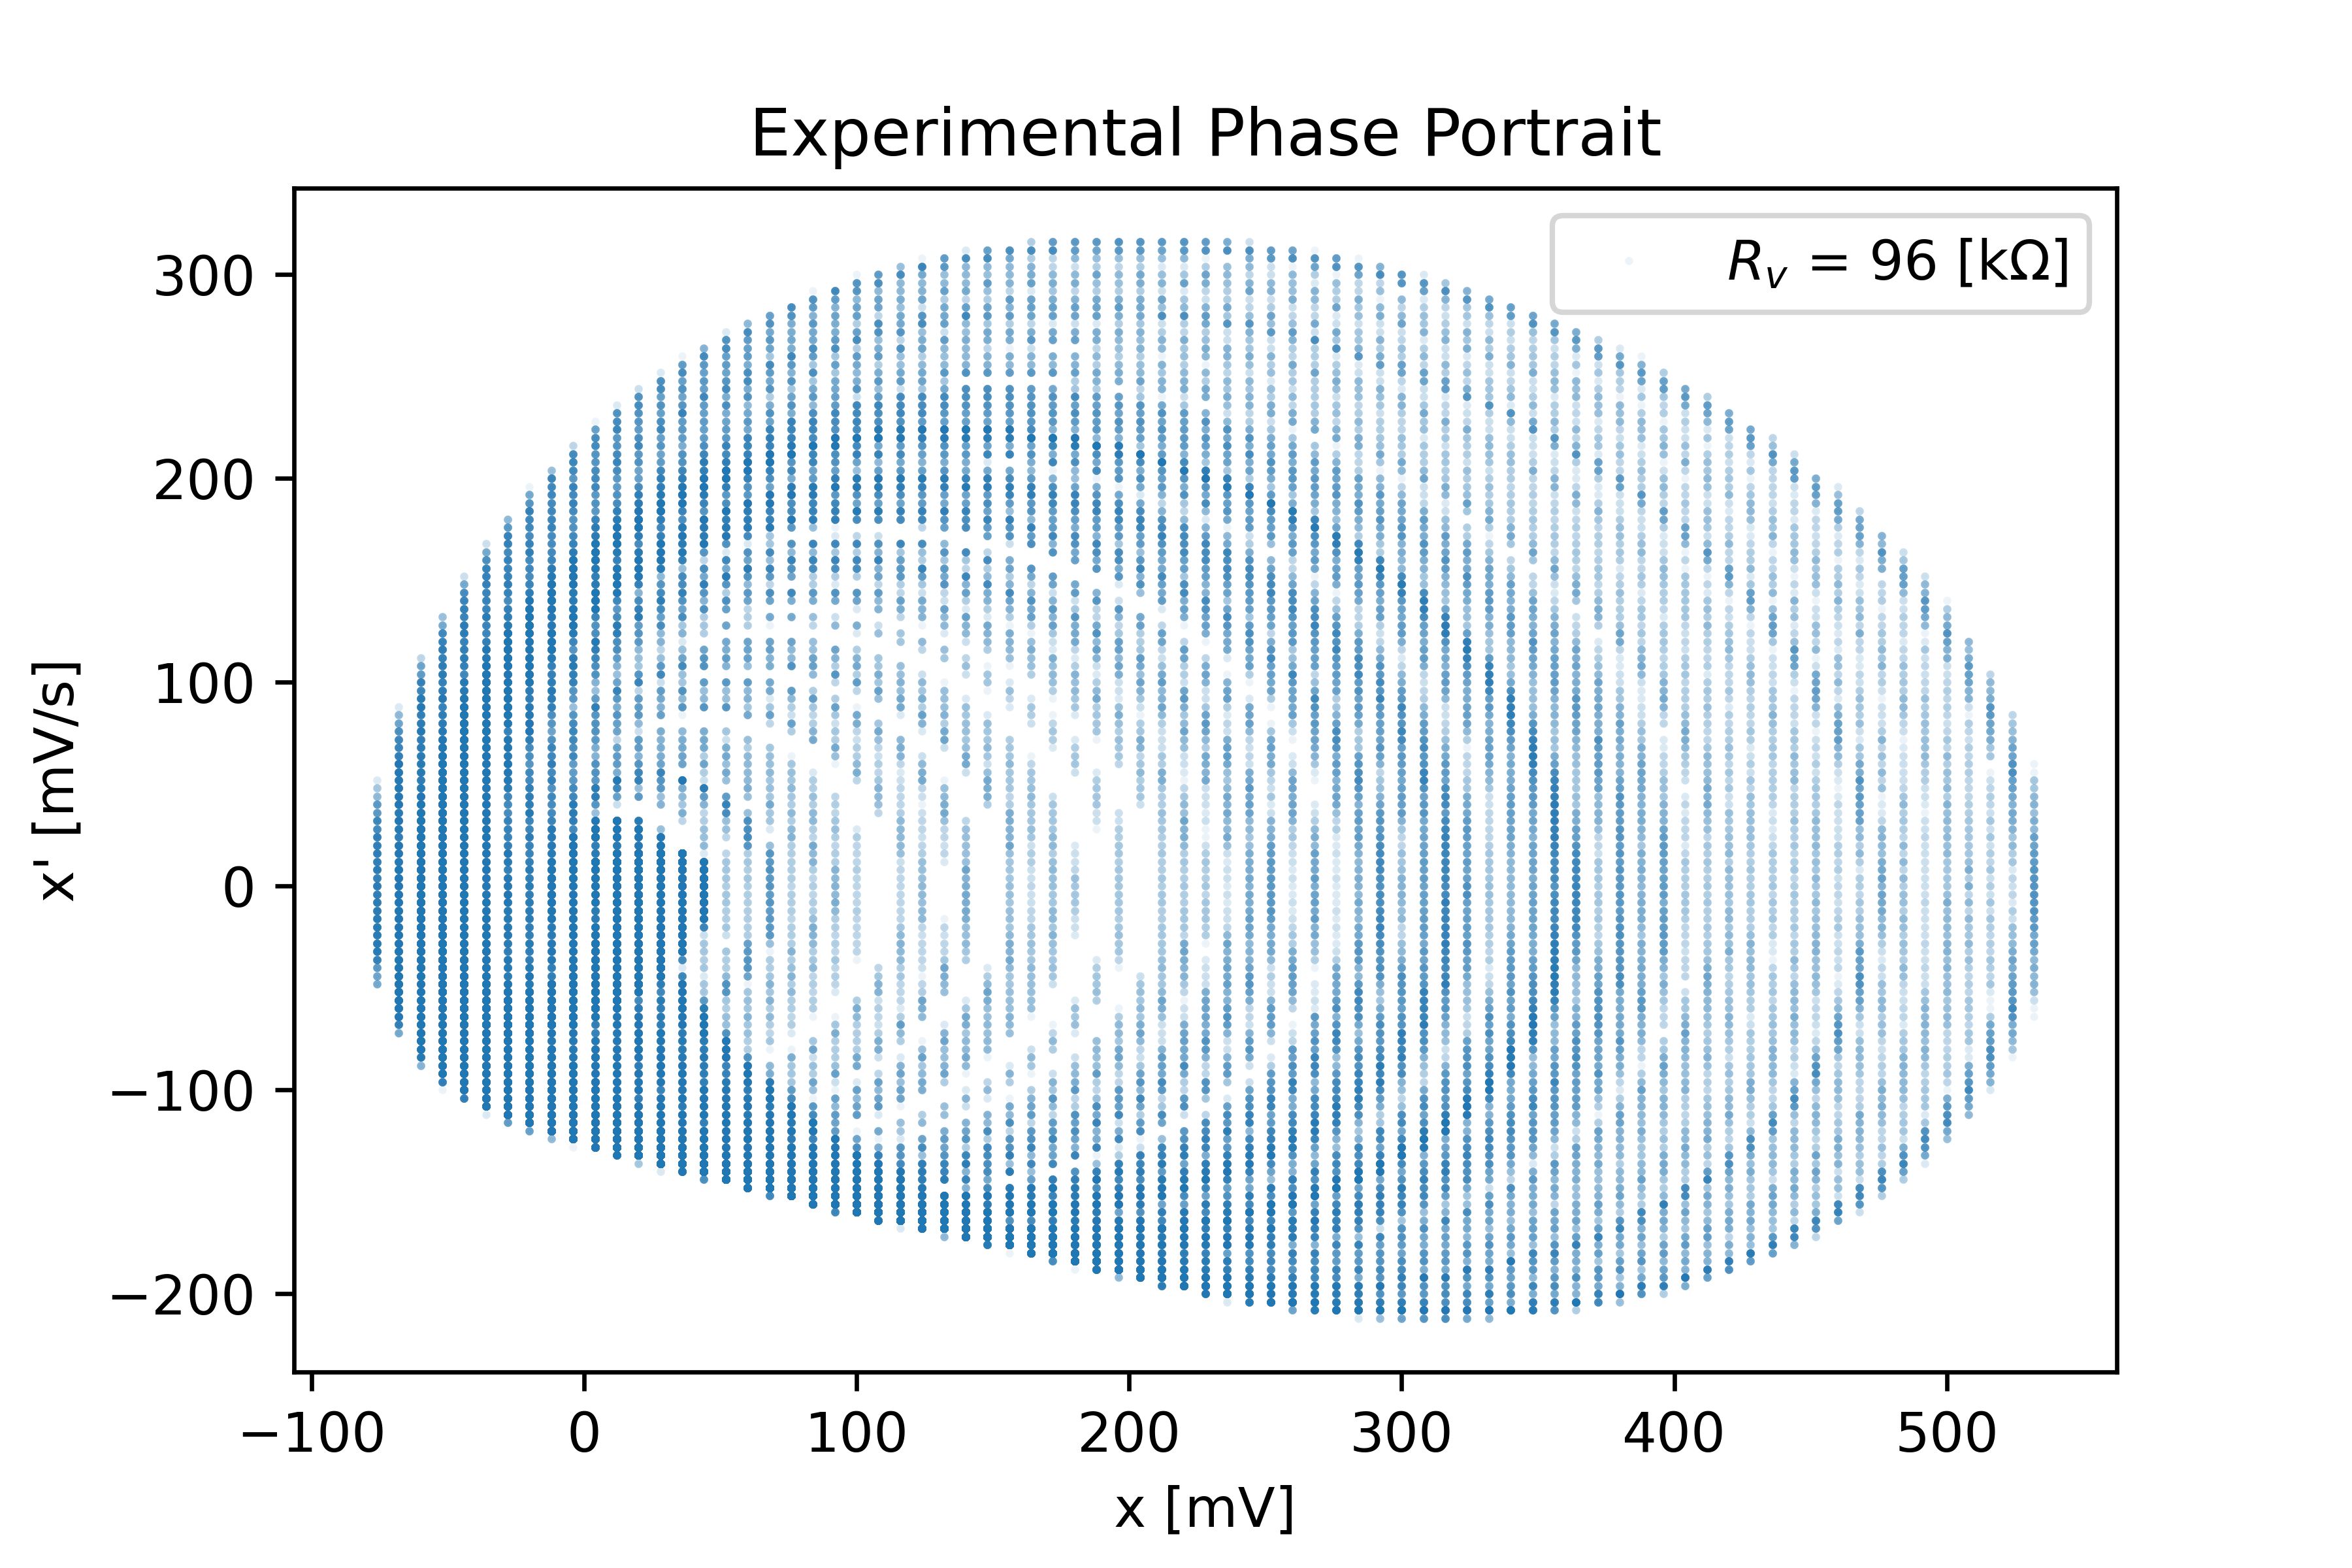 Experimental Phase Portrait
R_v = 96 [kΩ]
300
200
100
0
−100
−200
x' [mV/s]
−100 0 100 200 300 400 500
x [mV]